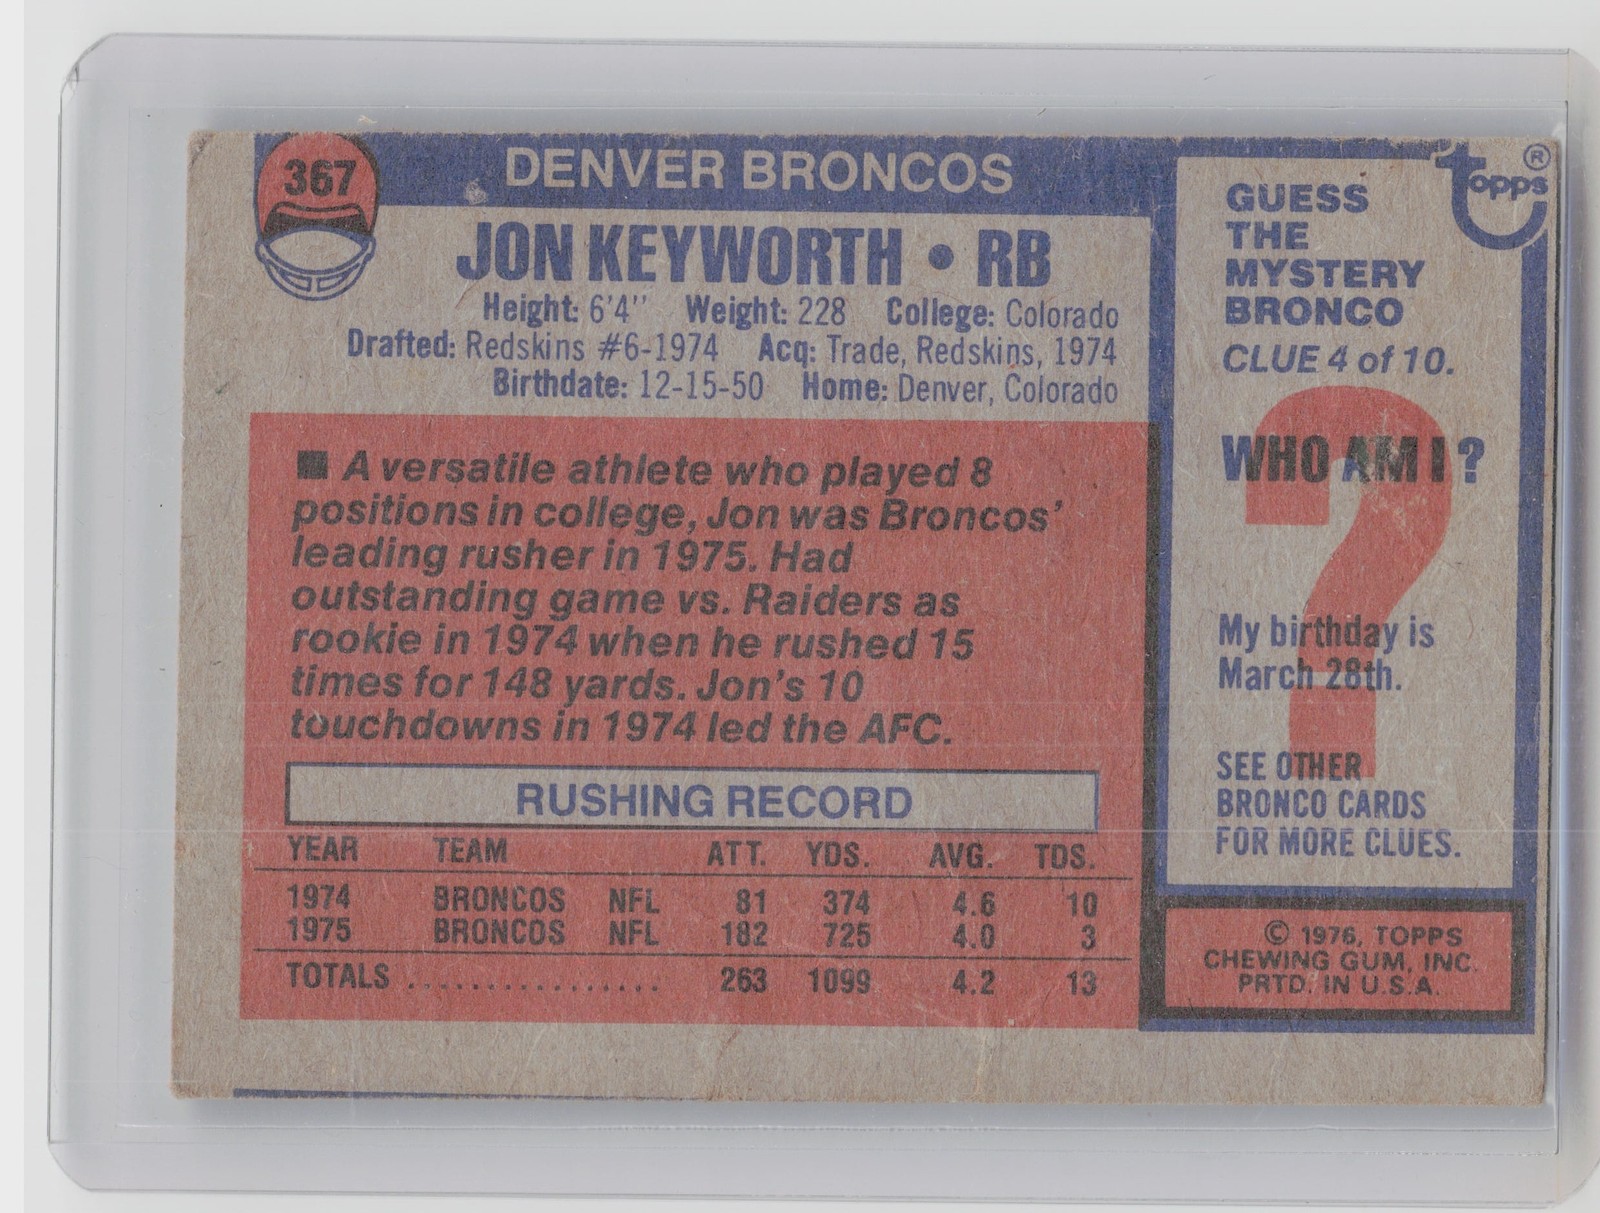 367
DENVER BRONCOS
JON KEYWORTH • RB
Height: 6'4" Weight: 228 College: Colorado
Drafted: Redskins #6-1974 Acq: Trade, Redskins, 1974
Birthdate: 12-15-50 Home: Denver, Colorado
■ A versatile athlete who played 8
positions in college, Jon was Broncos'
leading rusher in 1975. Had
outstanding game vs. Raiders as
rookie in 1974 when he rushed 15
times for 148 yards. Jon's 10
touchdowns in 1974 led the AFC.
RUSHING RECORD
YEAR TEAM ATT. YDS. AVG. TDS.
1974 BRONCOS NFL 81 374 4.6 10
1975 BRONCOS NFL 182 725 4.0 3
TOTALS ................ 263 1099 4.2 13
topps ®
GUESS
THE
MYSTERY
BRONCO
CLUE 4 of 10.
?
WHO AM I ?
My birthday is
March 28th.
SEE OTHER
BRONCO CARDS
FOR MORE CLUES.
© 1976, TOPPS
CHEWING GUM, INC.
PRTD. IN U.S.A.